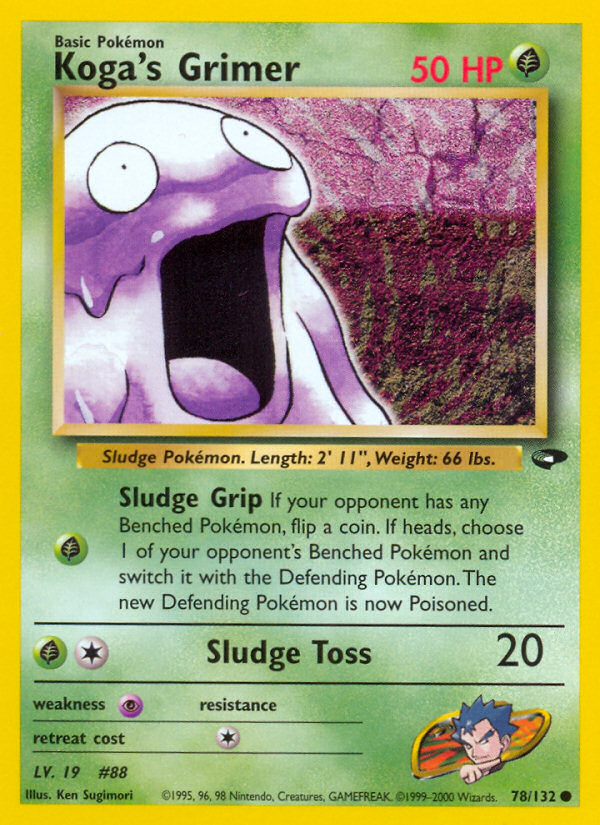 Basic Pokémon
Koga's Grimer 50 HP
Sludge Pokémon. Length: 2' 11", Weight: 66 lbs.
Sludge Grip If your opponent has any
Benched Pokémon, flip a coin. If heads, choose
1 of your opponent's Benched Pokémon and
switch it with the Defending Pokémon. The
new Defending Pokémon is now Poisoned.
Sludge Toss 20
weakness resistance
retreat cost
LV. 19 #88
Illus. Ken Sugimori ©1995, 96, 98 Nintendo, Creatures, GAMEFREAK. ©1999-2000 Wizards. 78/132